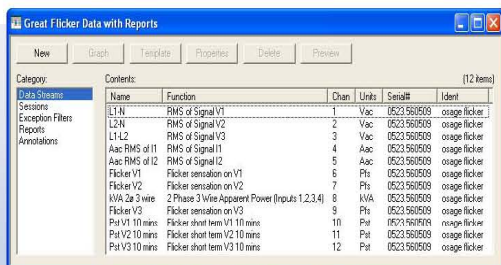 Great Flicker Data with Reports
New Graph Template Properties Delete Preview
Category: Contents: (12 items)
Data Streams
Sessions
Exception Filters
Reports
Annotations
Name Function Chan Units Serial# Ident
L1-N RMS of Signal V1 1 Vac 0523.560509 osage flicker
L2-N RMS of Signal V2 2 Vac 0523.560509 osage flicker
L1-L2 RMS of Signal V3 3 Vac 0523.560509 osage flicker
Aac RMS of I1 RMS of Signal I1 4 Aac 0523.560509 osage flicker
Aac RMS of I2 RMS of Signal I2 5 Aac 0523.560509 osage flicker
Flicker V1 Flicker sensation on V1 6 Pfs 0523.560509 osage flicker
Flicker V2 Flicker sensation on V2 7 Pfs 0523.560509 osage flicker
kVA 2ø 3 wire 2 Phase 3 Wire Apparent Power (Inputs 1,2,3,4) 8 kVA 0523.560509 osage flicker
Flicker V3 Flicker sensation on V3 9 Pfs 0523.560509 osage flicker
Pst V1 10 mins Flicker short term V1 10 mins 10 Pst 0523.560509 osage flicker
Pst V2 10 mins Flicker short term V2 10 mins 11 Pst 0523.560509 osage flicker
Pst V3 10 mins Flicker short term V3 10 mins 12 Pst 0523.560509 osage flicker